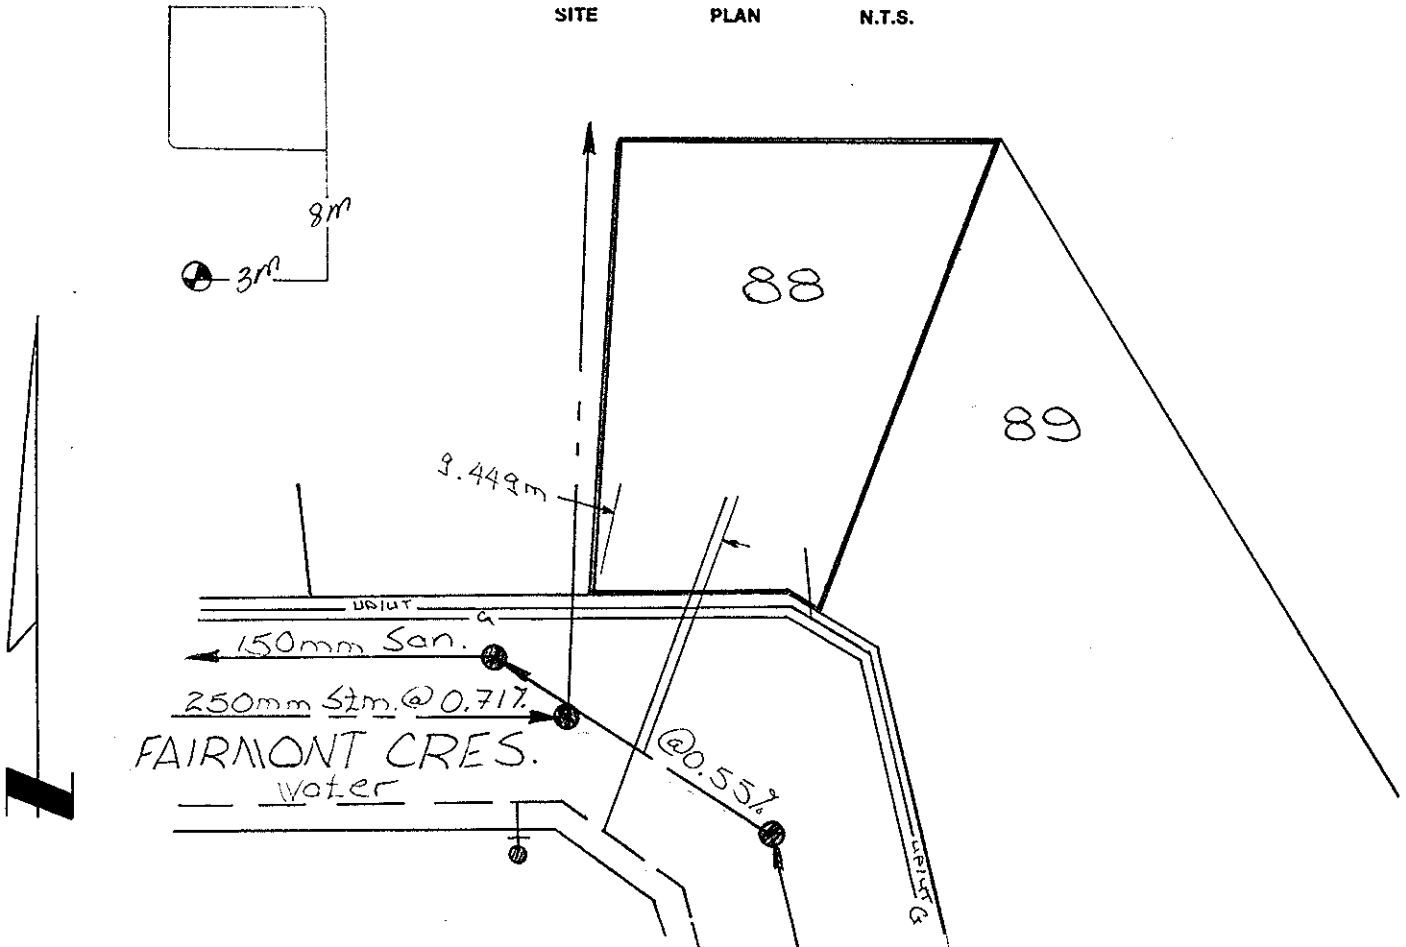 SITE PLAN N.T.S.
8m
3m
88
89
9.449m
UP/UT
G
150mm San.
250mm Stm. @ 0.71%
FAIRMONT CRES.
water
@0.55%
UP/UT
G